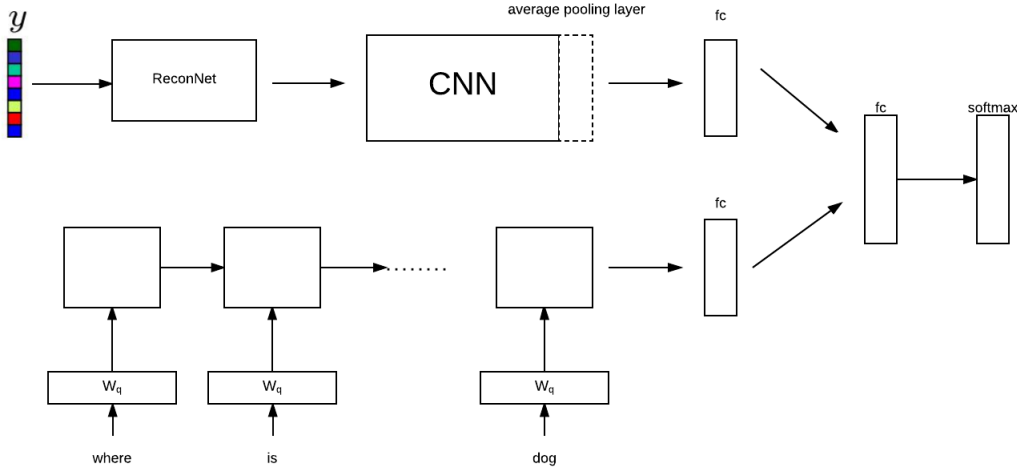 y
average pooling layer
fc
ReconNet
CNN
fc
softmax
fc
........
Wq
Wq
Wq
where
is
dog